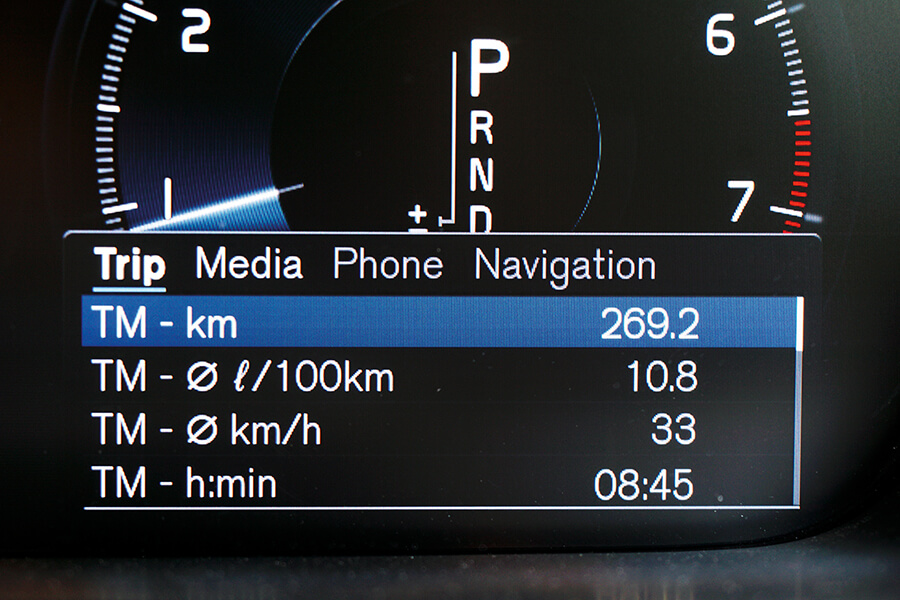 2 6
P
R
N
1 ± D 7
Trip Media Phone Navigation
TM - km 269.2
TM - Ø ℓ/100km 10.8
TM - Ø km/h 33
TM - h:min 08:45